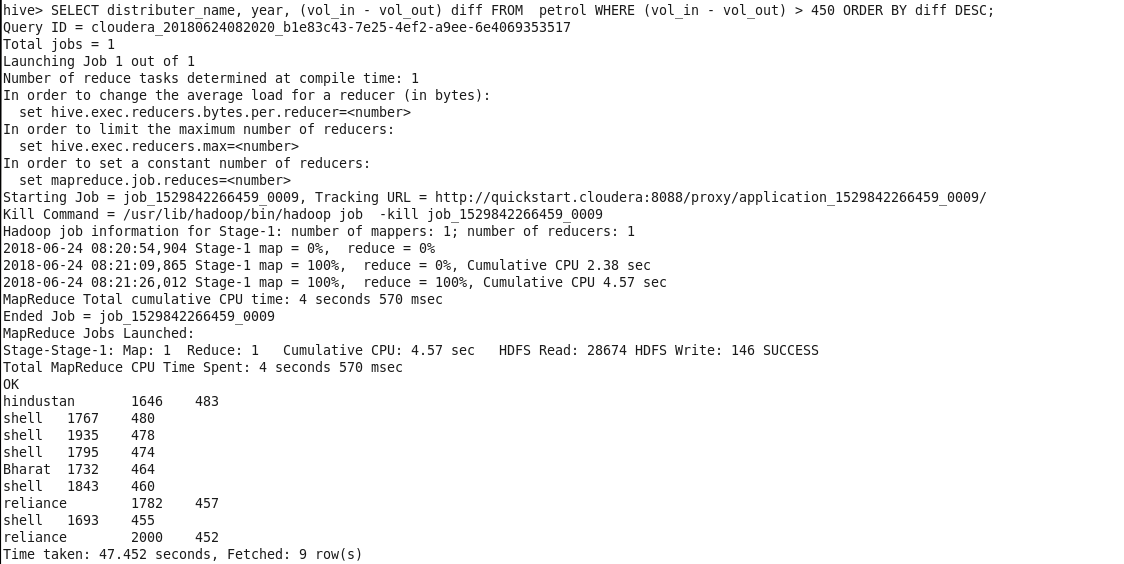 hive> SELECT distributer_name, year, (vol_in - vol_out) diff FROM  petrol WHERE (vol_in - vol_out) > 450 ORDER BY diff DESC;
Query ID = cloudera_20180624082020_b1e83c43-7e25-4ef2-a9ee-6e4069353517
Total jobs = 1
Launching Job 1 out of 1
Number of reduce tasks determined at compile time: 1
In order to change the average load for a reducer (in bytes):
  set hive.exec.reducers.bytes.per.reducer=<number>
In order to limit the maximum number of reducers:
  set hive.exec.reducers.max=<number>
In order to set a constant number of reducers:
  set mapreduce.job.reduces=<number>
Starting Job = job_1529842266459_0009, Tracking URL = http://quickstart.cloudera:8088/proxy/application_1529842266459_0009/
Kill Command = /usr/lib/hadoop/bin/hadoop job  -kill job_1529842266459_0009
Hadoop job information for Stage-1: number of mappers: 1; number of reducers: 1
2018-06-24 08:20:54,904 Stage-1 map = 0%,  reduce = 0%
2018-06-24 08:21:09,865 Stage-1 map = 100%,  reduce = 0%, Cumulative CPU 2.38 sec
2018-06-24 08:21:26,012 Stage-1 map = 100%,  reduce = 100%, Cumulative CPU 4.57 sec
MapReduce Total cumulative CPU time: 4 seconds 570 msec
Ended Job = job_1529842266459_0009
MapReduce Jobs Launched:
Stage-Stage-1: Map: 1  Reduce: 1   Cumulative CPU: 4.57 sec   HDFS Read: 28674 HDFS Write: 146 SUCCESS
Total MapReduce CPU Time Spent: 4 seconds 570 msec
OK
hindustan       1646    483
shell   1767    480
shell   1935    478
shell   1795    474
Bharat  1732    464
shell   1843    460
reliance        1782    457
shell   1693    455
reliance        2000    452
Time taken: 47.452 seconds, Fetched: 9 row(s)